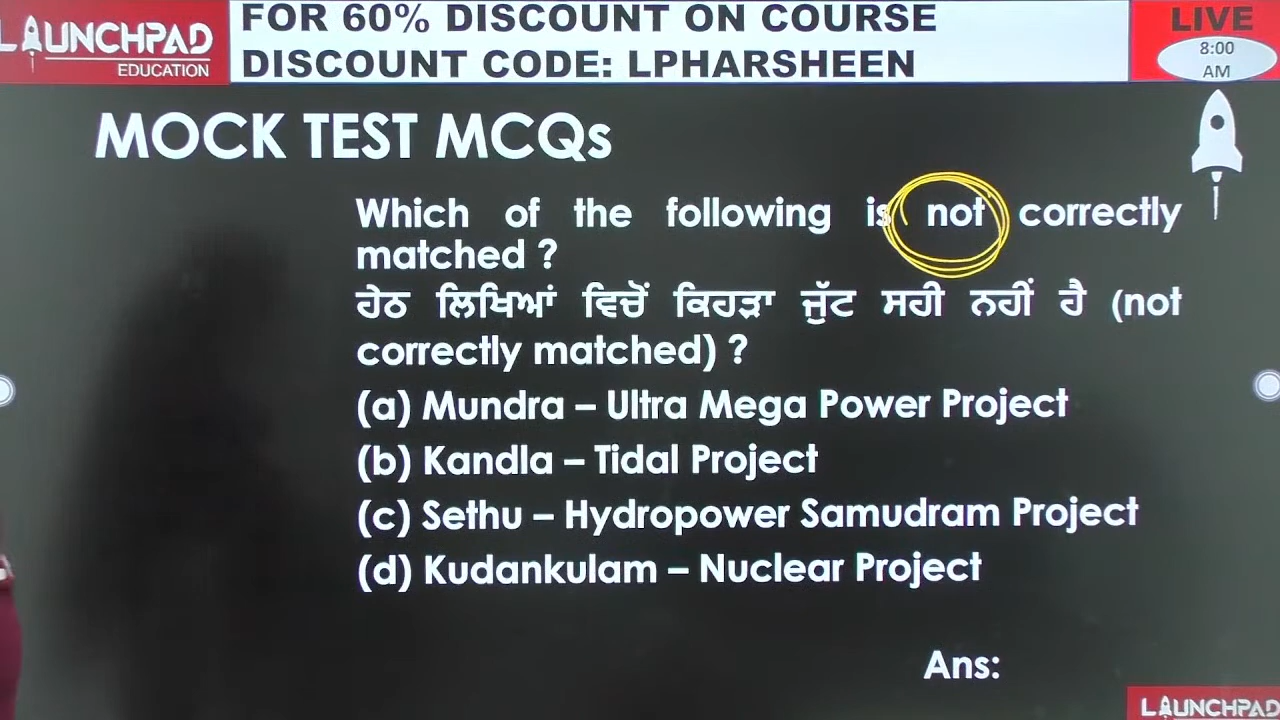 LAUNCHPAD
EDUCATION
FOR 60% DISCOUNT ON COURSE
DISCOUNT CODE: LPHARSHEEN
LIVE
8:00
AM
MOCK TEST MCQs
Which of the following is not correctly
matched ?
ਹੇਠ ਲਿਖਿਆਂ ਵਿਚੋਂ ਕਿਹੜਾ ਜੁੱਟ ਸਹੀ ਨਹੀਂ ਹੈ (not
correctly matched) ?
(a) Mundra – Ultra Mega Power Project
(b) Kandla – Tidal Project
(c) Sethu – Hydropower Samudram Project
(d) Kudankulam – Nuclear Project
Ans:
LAUNCHPAD